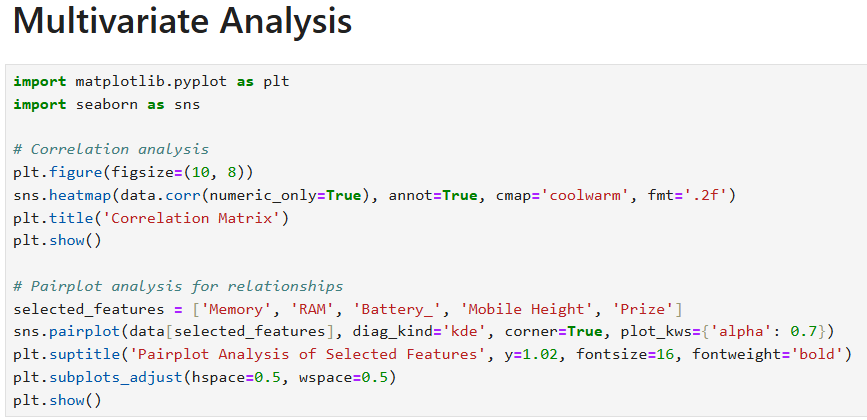 Multivariate Analysis
import matplotlib.pyplot as plt
import seaborn as sns
# Correlation analysis
plt.figure(figsize=(10, 8))
sns.heatmap(data.corr(numeric_only=True), annot=True, cmap='coolwarm', fmt='.2f')
plt.title('Correlation Matrix')
plt.show()
# Pairplot analysis for relationships
selected_features = ['Memory', 'RAM', 'Battery_', 'Mobile Height', 'Prize']
sns.pairplot(data[selected_features], diag_kind='kde', corner=True, plot_kws={'alpha': 0.7})
plt.suptitle('Pairplot Analysis of Selected Features', y=1.02, fontsize=16, fontweight='bold')
plt.subplots_adjust(hspace=0.5, wspace=0.5)
plt.show()